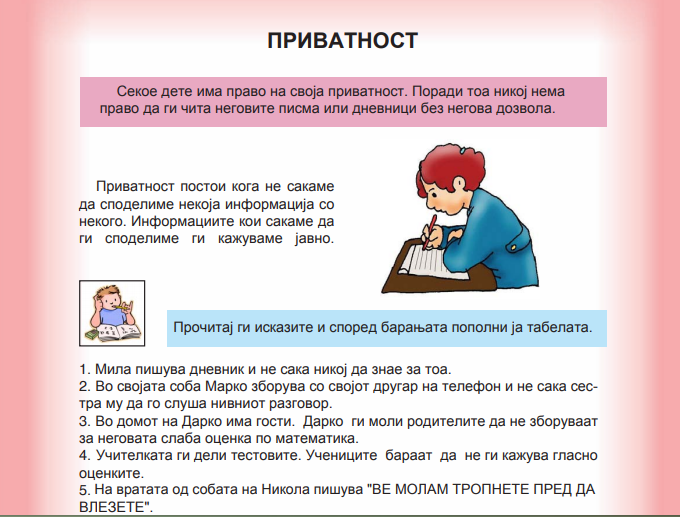 ПРИВАТНОСТ
Секое дете има право на своја приватност. Поради тоа никој нема
право да ги чита неговите писма или дневници без негова дозвола.
Приватност постои кога не сакаме
да споделиме некоја информација со
некого. Информациите кои сакаме да
ги споделиме ги кажуваме јавно.
Прочитај ги исказите и според барањата пополни ја табелата.
1. Мила пишува дневник и не сака никој да знае за тоа.
2. Во својата соба Марко зборува со својот другар на телефон и не сака сес-
тра му да го слуша нивниот разговор.
3. Во домот на Дарко има гости. Дарко ги моли родителите да не зборуваат
за неговата слаба оценка по математика.
4. Учителката ги дели тестовите. Учениците бараат да не ги кажува гласно
оценките.
5. На вратата од собата на Никола пишува "ВЕ МОЛАМ ТРОПНЕТЕ ПРЕД ДА
ВЛЕЗЕТЕ".